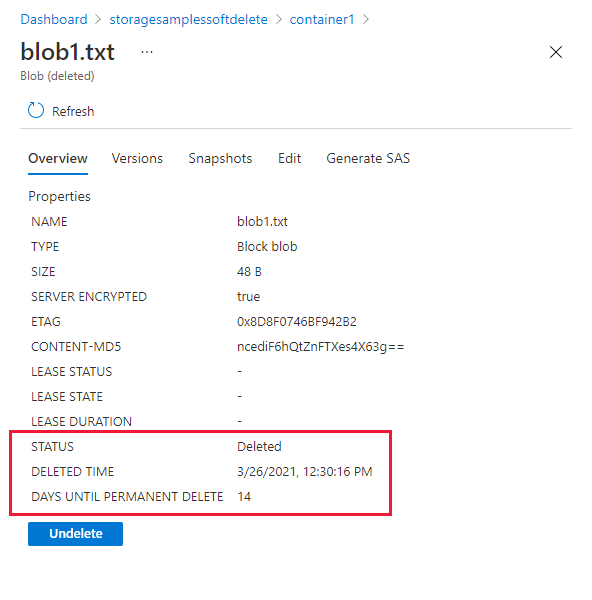 Dashboard > storagesamplessoftdelete > container1 >
blob1.txt ...
Blob (deleted)
Refresh
Overview Versions Snapshots Edit Generate SAS
Properties
NAME blob1.txt
TYPE Block blob
SIZE 48 B
SERVER ENCRYPTED true
ETAG 0x8D8F0746BF942B2
CONTENT-MD5 ncediF6hQtZnFTXes4X63g==
LEASE STATUS -
LEASE STATE -
LEASE DURATION -
STATUS Deleted
DELETED TIME 3/26/2021, 12:30:16 PM
DAYS UNTIL PERMANENT DELETE 14
Undelete